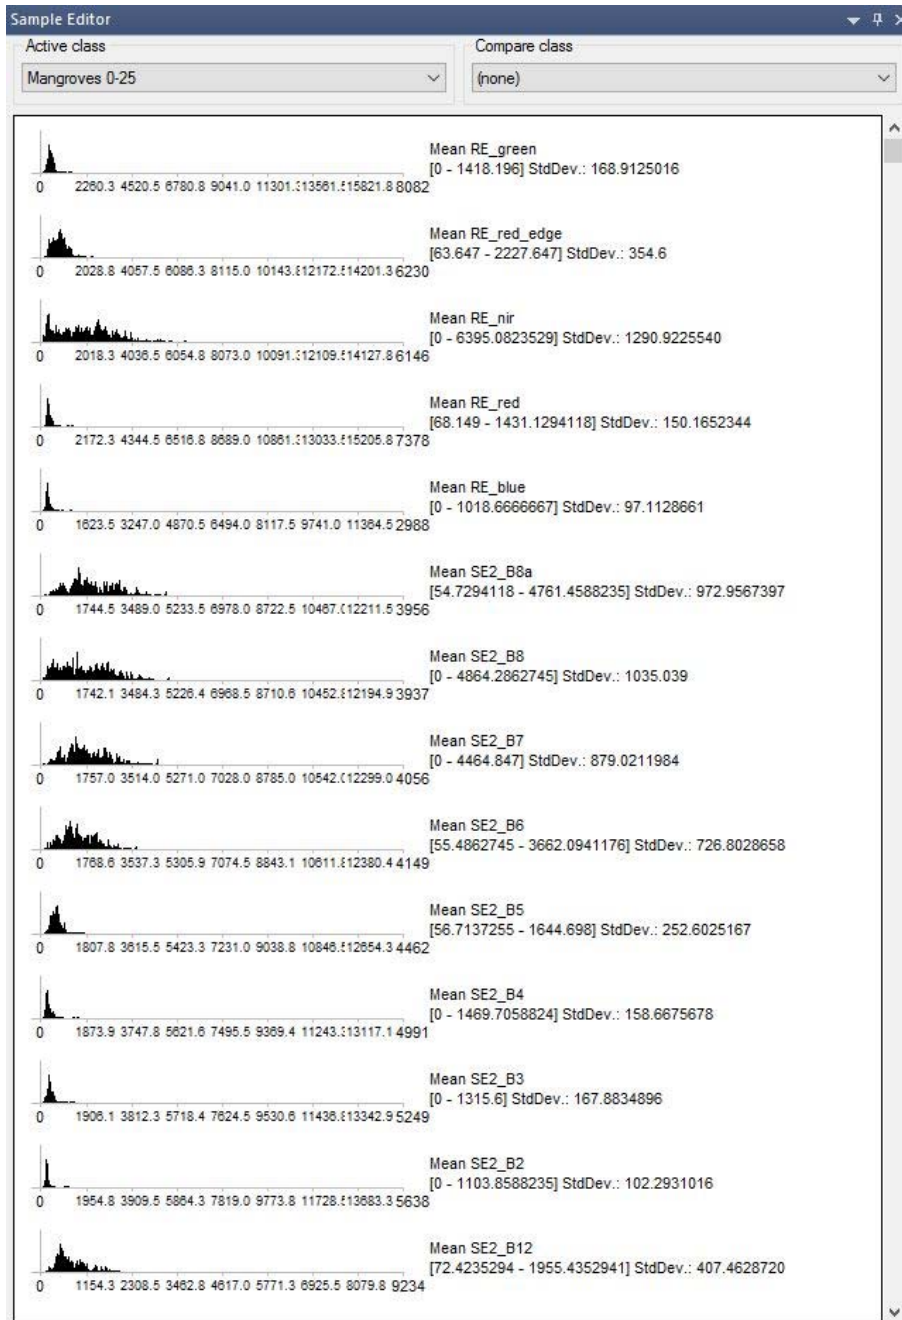 Sample Editor
Active class
Compare class
Mangroves 0-25
(none)
Mean RE_green
[0 - 1418.196] StdDev.: 168.9125016
0 2260.3 4520.5 6780.8 9041.0 11301.3 13561.5 15821.8 8082
Mean RE_red_edge
[63.647 - 2227.647] StdDev.: 354.6
0 2028.8 4057.5 6086.3 8115.0 10143.8 12172.5 14201.3 6230
Mean RE_nir
[0 - 6395.0823529] StdDev.: 1290.9225540
0 2018.3 4036.5 6054.8 8073.0 10091.3 12109.5 14127.8 6146
Mean RE_red
[68.149 - 1431.1294118] StdDev.: 150.1652344
0 2172.3 4344.5 6516.8 8689.0 10861.3 13033.5 15205.8 7378
Mean RE_blue
[0 - 1018.6666667] StdDev.: 97.1128661
0 1623.5 3247.0 4870.5 6494.0 8117.5 9741.0 11364.5 2988
Mean SE2_B8a
[54.7294118 - 4761.4588235] StdDev.: 972.9567397
0 1744.5 3489.0 5233.5 6978.0 8722.5 10467.0 12211.5 3956
Mean SE2_B8
[0 - 4864.2862745] StdDev.: 1035.039
0 1742.1 3484.3 5226.4 6968.5 8710.6 10452.8 12194.9 3937
Mean SE2_B7
[0 - 4464.847] StdDev.: 879.0211984
0 1757.0 3514.0 5271.0 7028.0 8785.0 10542.0 12299.0 4056
Mean SE2_B6
[55.4862745 - 3662.0941176] StdDev.: 726.8028658
0 1768.6 3537.3 5305.9 7074.5 8843.1 10611.8 12380.4 4149
Mean SE2_B5
[56.7137255 - 1644.698] StdDev.: 252.6025167
0 1807.8 3615.5 5423.3 7231.0 9038.8 10846.5 12654.3 4462
Mean SE2_B4
[0 - 1469.7058824] StdDev.: 158.6675678
0 1873.9 3747.8 5621.6 7495.5 9369.4 11243.3 13117.1 4991
Mean SE2_B3
[0 - 1315.6] StdDev.: 167.8834896
0 1906.1 3812.3 5718.4 7624.5 9530.6 11436.8 13342.9 5249
Mean SE2_B2
[0 - 1103.8588235] StdDev.: 102.2931016
0 1954.8 3909.5 5864.3 7819.0 9773.8 11728.5 13683.3 5638
Mean SE2_B12
[72.4235294 - 1955.4352941] StdDev.: 407.4628720
0 1154.3 2308.5 3462.8 4617.0 5771.3 6925.5 8079.8 9234